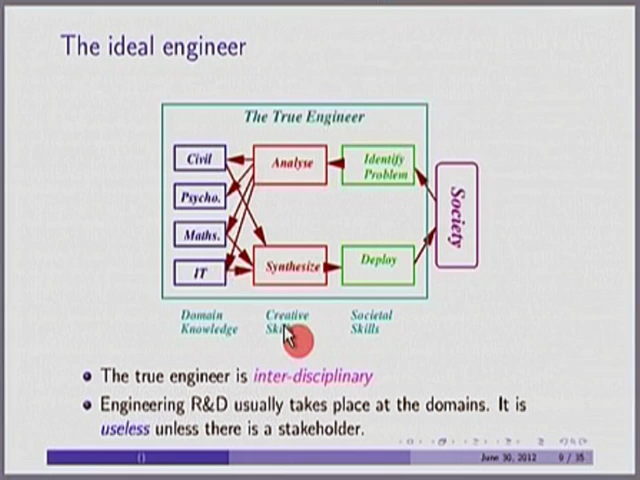 The ideal engineer
The True Engineer
Civil
Analyse
Identify
Problem
Psycho.
Maths.
Society
IT
Synthesize
Deploy
Domain
Knowledge
Creative
Societal
Skills
The true engineer is inter-disciplinary
Engineering R&D usually takes place at the domains. It is
useless unless there is a stakeholder.
June 30, 2012
9 / 35